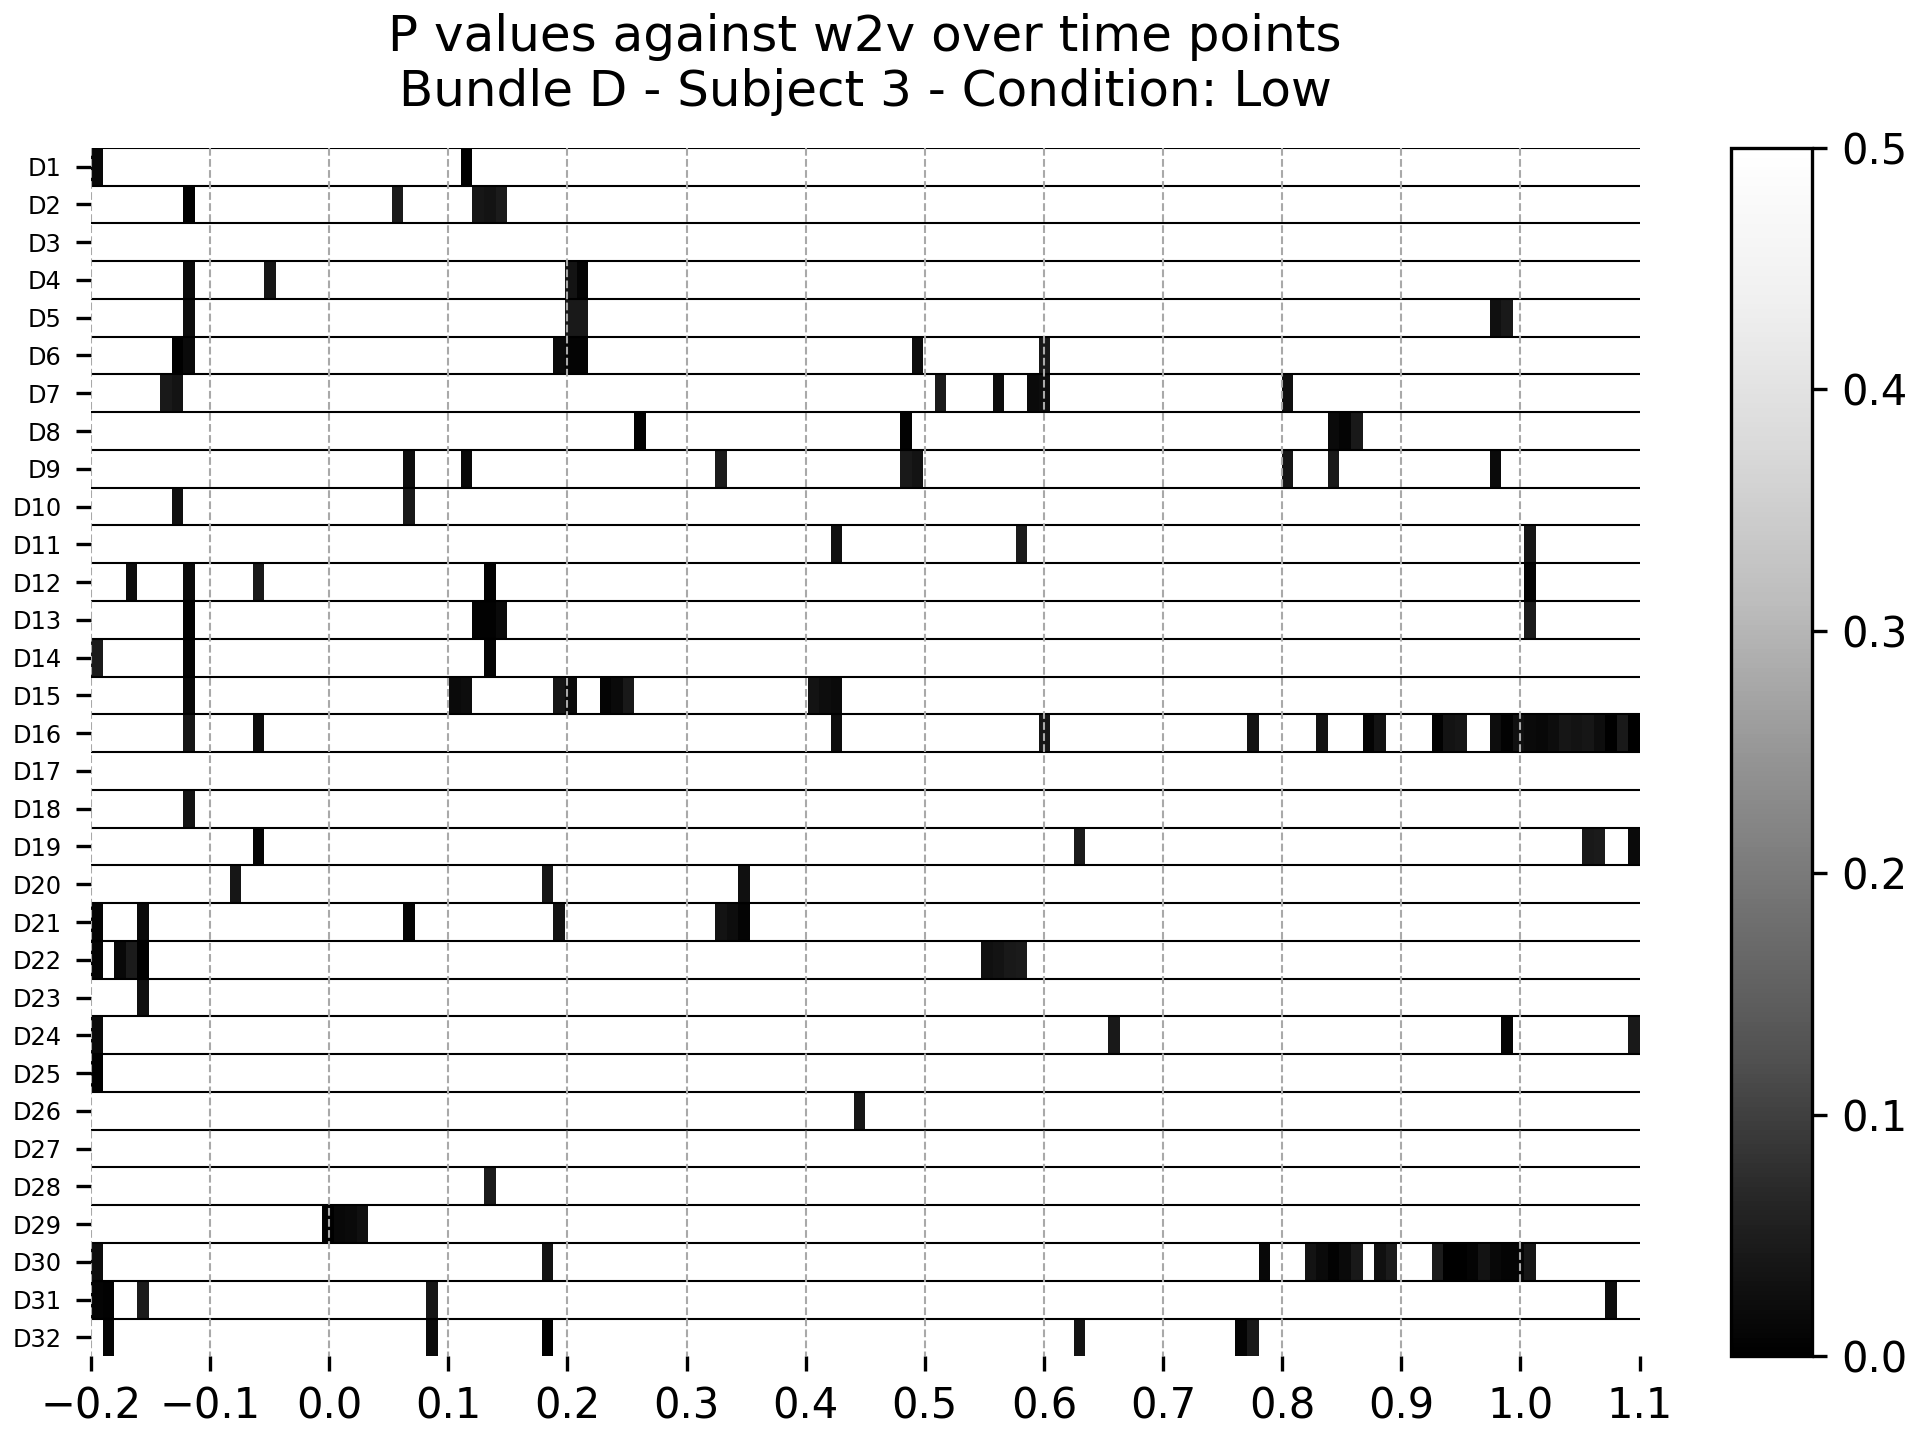 P values against w2v over time points
Bundle D - Subject 3 - Condition: Low
D1
D2
D3
D4
D5
D6
D7
D8
D9
D10
D11
D12
D13
D14
D15
D16
D17
D18
D19
D20
D21
D22
D23
D24
D25
D26
D27
D28
D29
D30
D31
D32
−0.2 −0.1 0.0 0.1 0.2 0.3 0.4 0.5 0.6 0.7 0.8 0.9 1.0 1.1
0.5
0.4
0.3
0.2
0.1
0.0